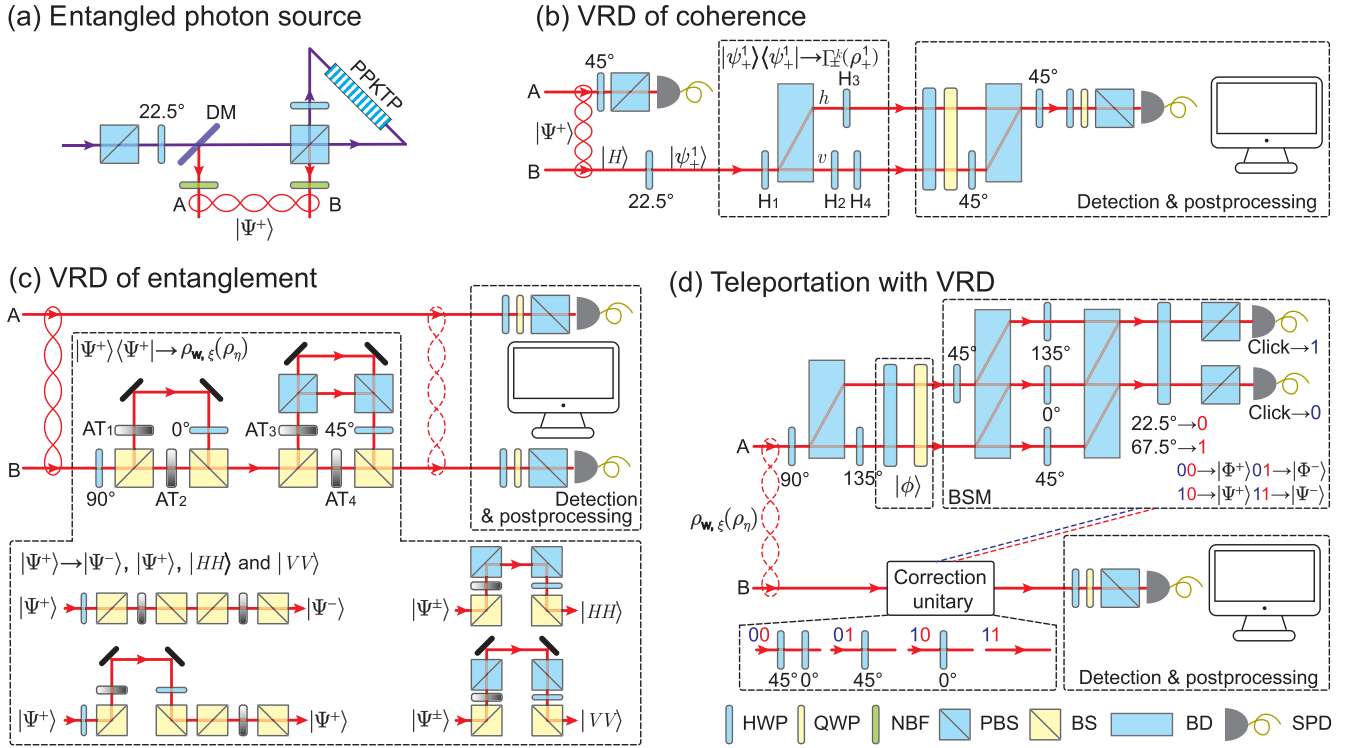 (a) Entangled photon source
22.5°
DM
PPKTP
A
B
|Ψ⁺⟩
(b) VRD of coherence
45°
A
|Ψ⁺⟩
B
|H⟩
|ψ₊¹⟩
22.5°
|ψ₊¹⟩⟨ψ₊¹|→Γ±ᵏ(ρ₊¹)
H₃
h
v
H₁
H₂ H₄
45°
45°
Detection & postprocessing
(c) VRD of entanglement
A
|Ψ⁺⟩⟨Ψ⁺|→ρ𝐰, ξ(ρη)
AT₁
0°
AT₃
45°
B
90°
AT₂
AT₄
Detection
& postprocessing
|Ψ⁺⟩→|Ψ⁻⟩, |Ψ⁺⟩, |HH⟩ and |VV⟩
|Ψ⁺⟩
|Ψ⁻⟩
|Ψ±⟩
|HH⟩
|Ψ⁺⟩
|Ψ⁺⟩
|Ψ±⟩
|VV⟩
(d) Teleportation with VRD
45°
135°
Click→1
A
0°
Click→0
90°
135°
|ϕ⟩
45°
22.5°→0
67.5°→1
BSM
00→|Φ⁺⟩ 01→|Φ⁻⟩
10→|Ψ⁺⟩ 11→|Ψ⁻⟩
ρ𝐰, ξ(ρη)
B
Correction
unitary
00
01
10
11
45° 0°
45°
0°
Detection & postprocessing
HWP
QWP
NBF
PBS
BS
BD
SPD